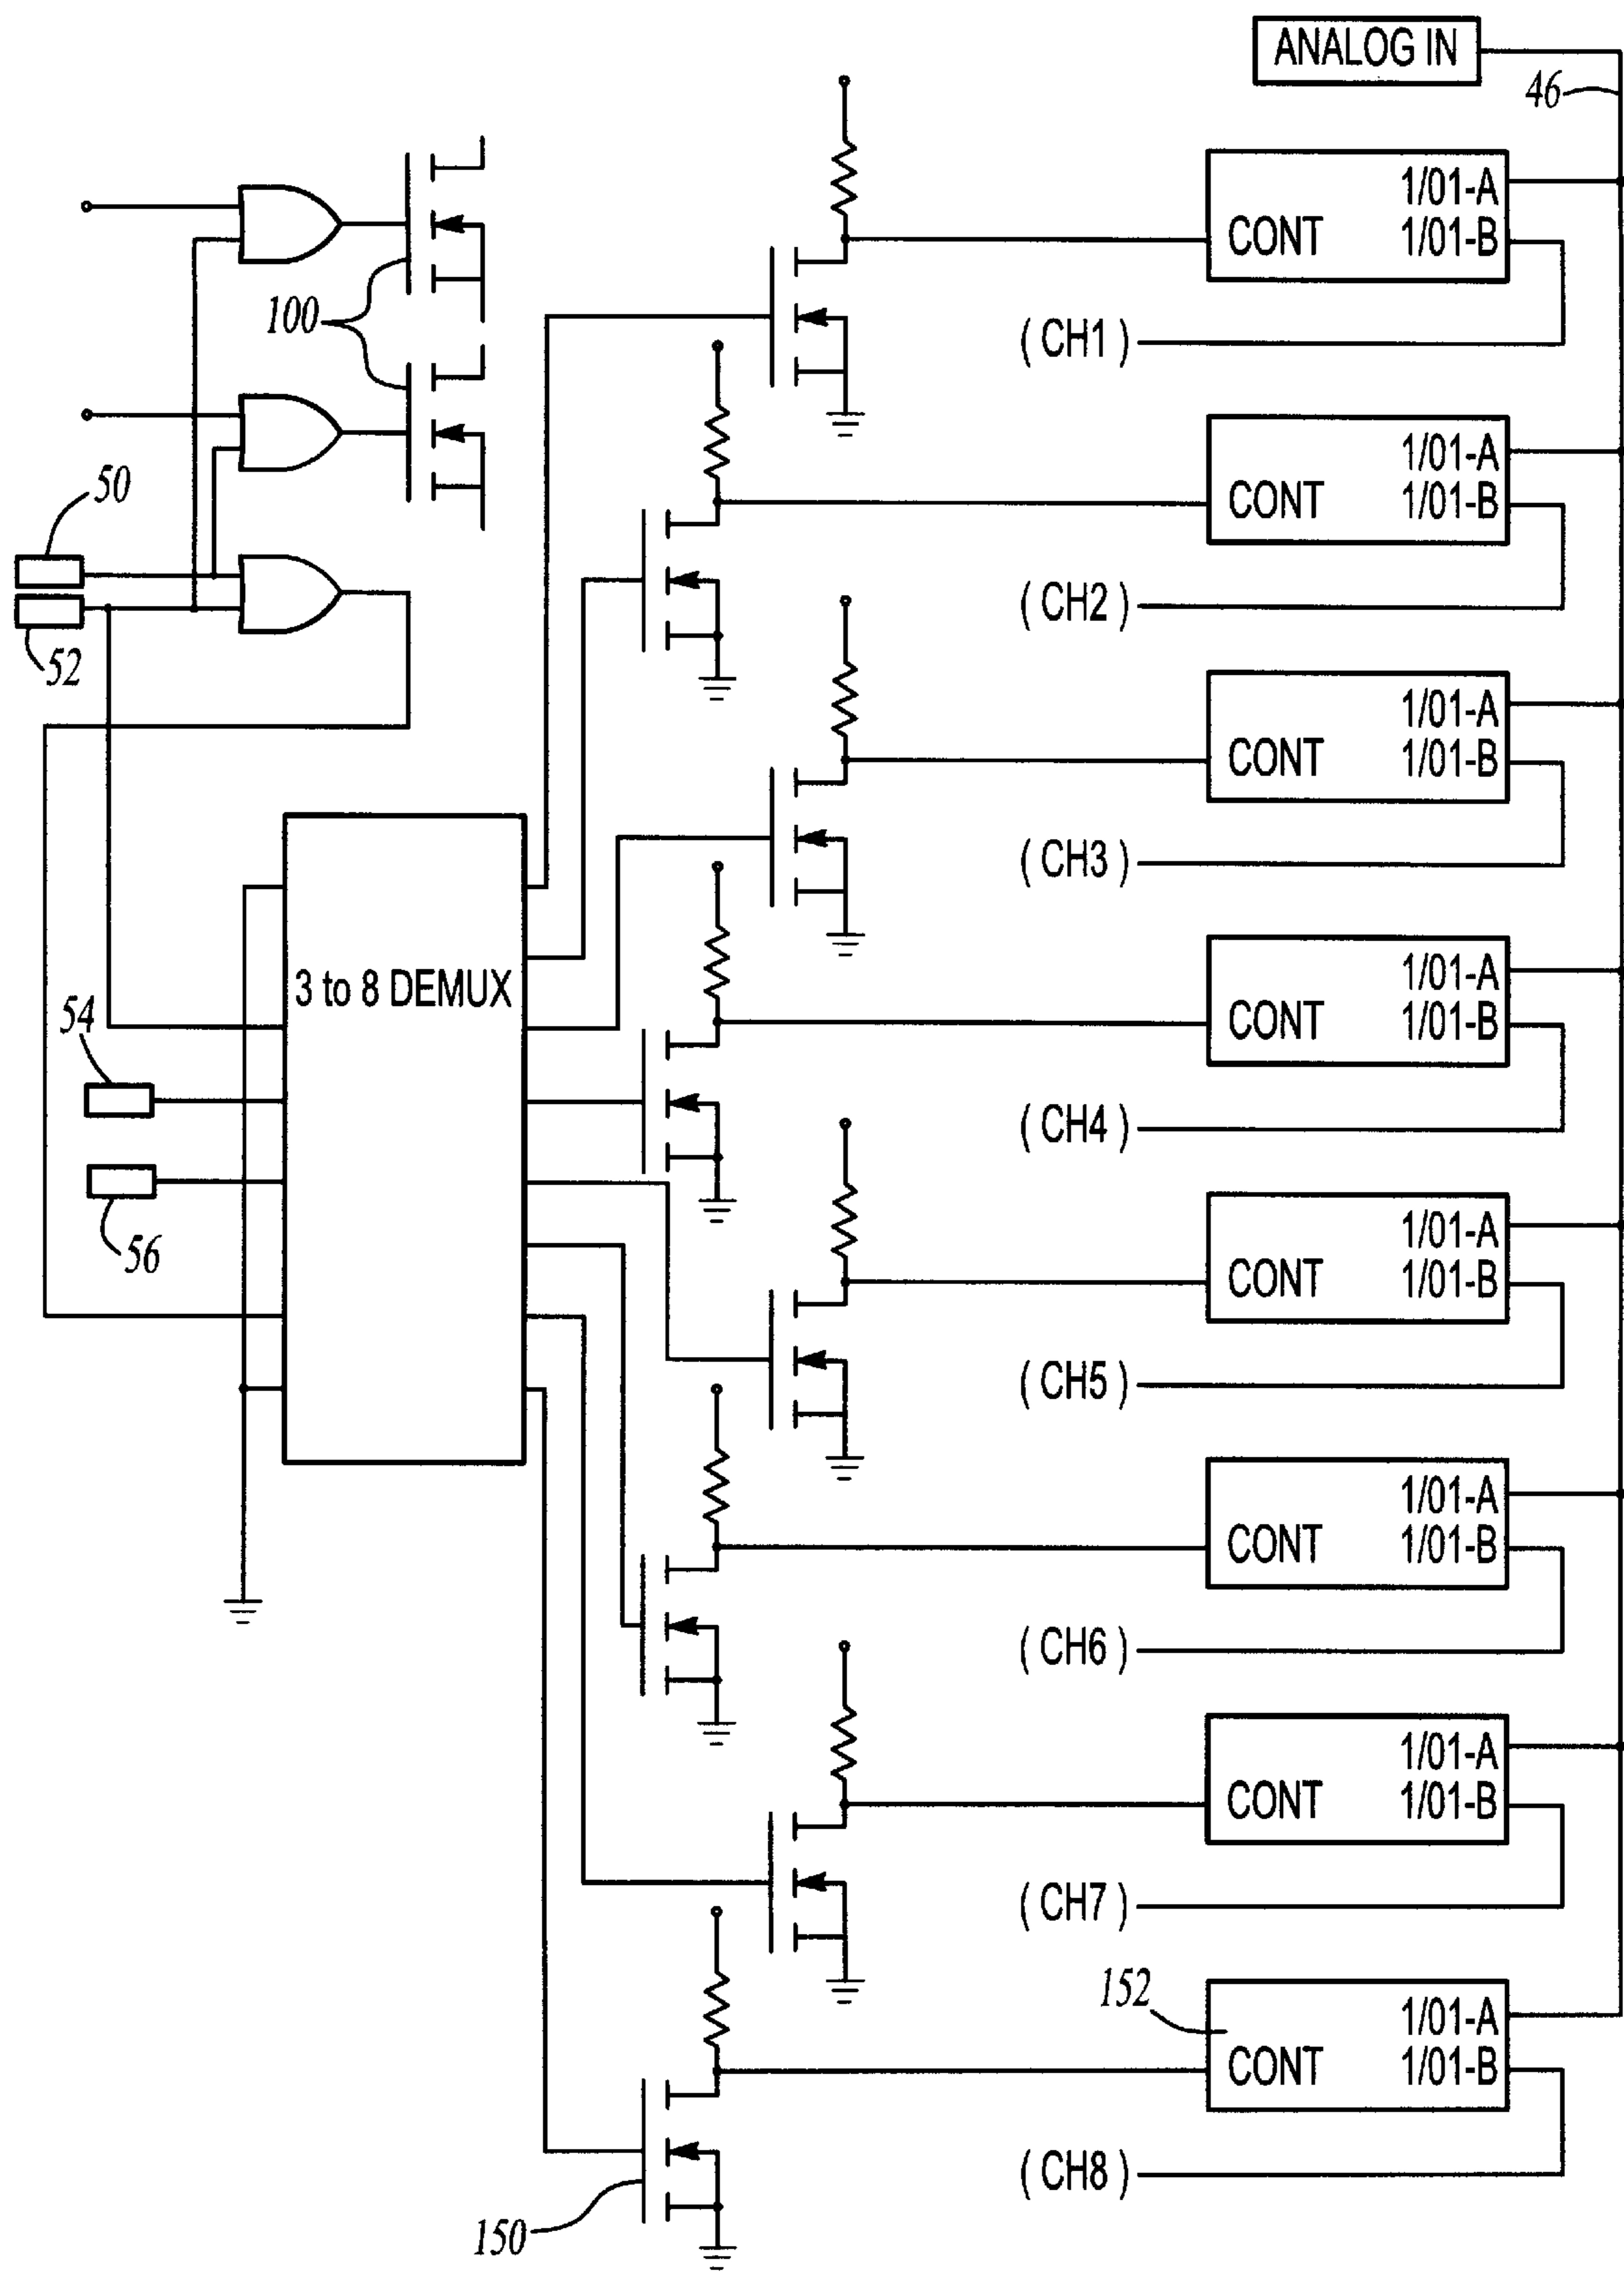 ANALOG IN
46
1/01-A
CONT 1/01-B
100
( CH1 )
1/01-A
CONT 1/01-B
50
( CH2 )
52
1/01-A
CONT 1/01-B
( CH3 )
3 to 8 DEMUX
1/01-A
CONT 1/01-B
54
( CH4 )
56
1/01-A
CONT 1/01-B
( CH5 )
1/01-A
CONT 1/01-B
( CH6 )
1/01-A
CONT 1/01-B
( CH7 )
152
1/01-A
CONT 1/01-B
( CH8 )
150